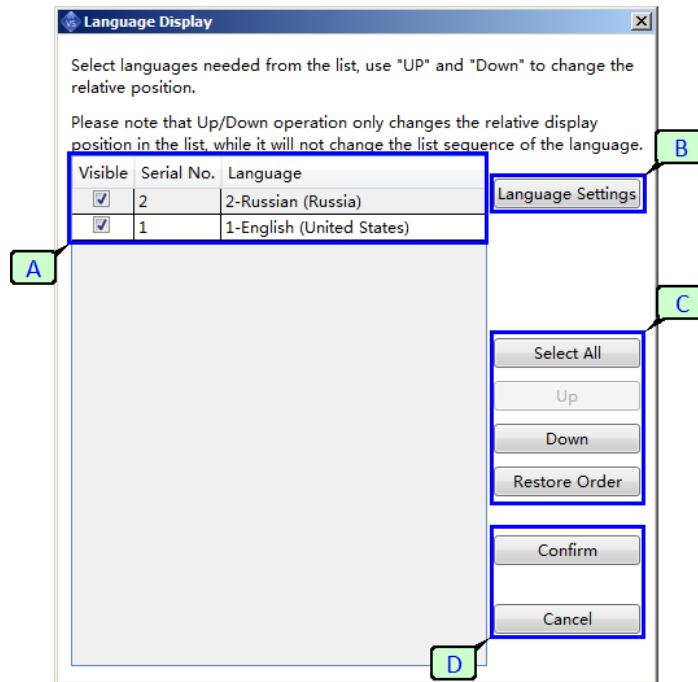 Language Display
Select languages needed from the list, use "UP" and "Down" to change the
relative position.
Please note that Up/Down operation only changes the relative display
position in the list, while it will not change the list sequence of the language.
B
Visible Serial No. Language
Language Settings
2 2-Russian (Russia)
1 1-English (United States)
A
C
Select All
Up
Down
Restore Order
Confirm
Cancel
D